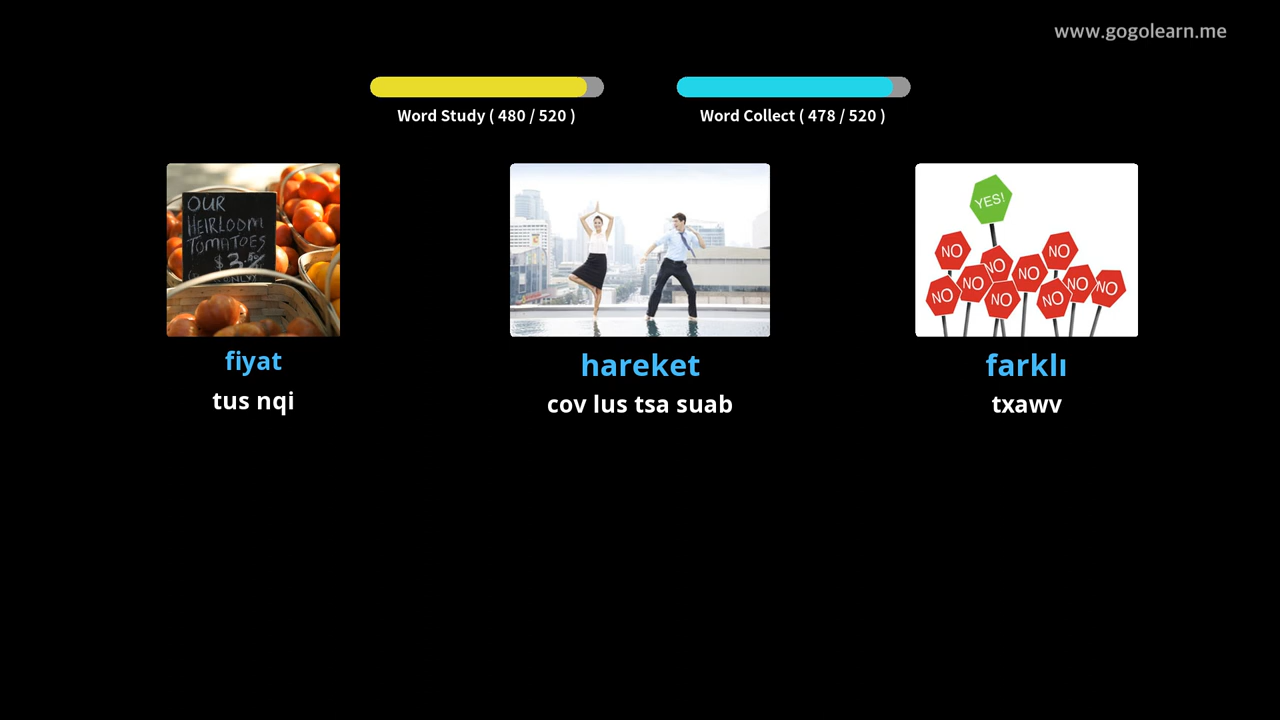 www.gogolearn.me
Word Study ( 480 / 520 )
Word Collect ( 478 / 520 )
OUR
HEIRLOOM
TOMATOES
YES!
NO
NO
NO
NO
NO
NO
NO
NO
NO
NO
fiyat
hareket
farklı
tus nqi
cov lus tsa suab
txawv